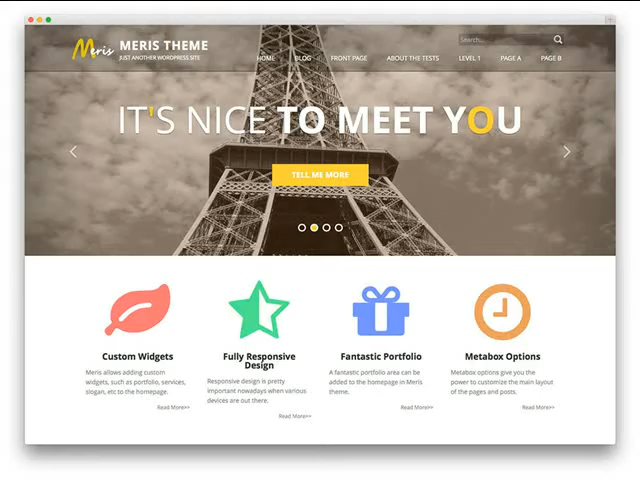 Meris
MERIS THEME
JUST ANOTHER WORDPRESS SITE
Search...
HOME BLOG FRONT PAGE ABOUT THE TESTS LEVEL 1 PAGE A PAGE B
IT'S NICE TO MEET YOU
TELL ME MORE
Custom Widgets
Meris allows adding custom
widgets, such as portfolio, services,
slogan, etc to the homepage.
Read More>>
Fully Responsive
Design
Responsive design is pretty
important nowadays when various
devices are out there.
Read More>>
Fantastic Portfolio
A fantastic portfolio area can be
added to the homepage in Meris
theme.
Read More>>
Metabox Options
Metabox options give you the
power to customize the main layout
of the pages and posts.
Read More>>